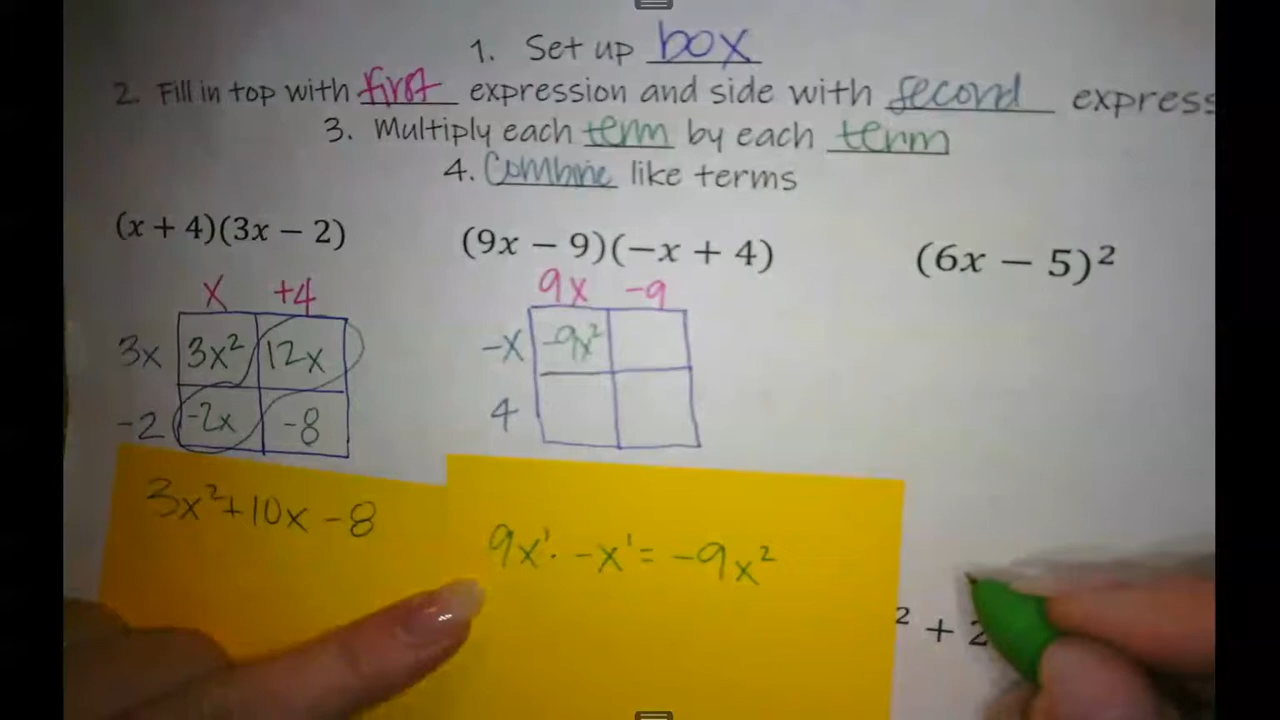 1. Set up box
2. Fill in top with first expression and side with second express
3. Multiply each term by each term
4. Combine like terms
(x + 4)(3x − 2)
(9x − 9)(−x + 4)
(6x − 5)²
x +4
9x -9
3x 3x² 12x
-x -9x²
-2 -2x -8
4
3x²+10x-8
9x¹·-x¹= -9x²
² + 2